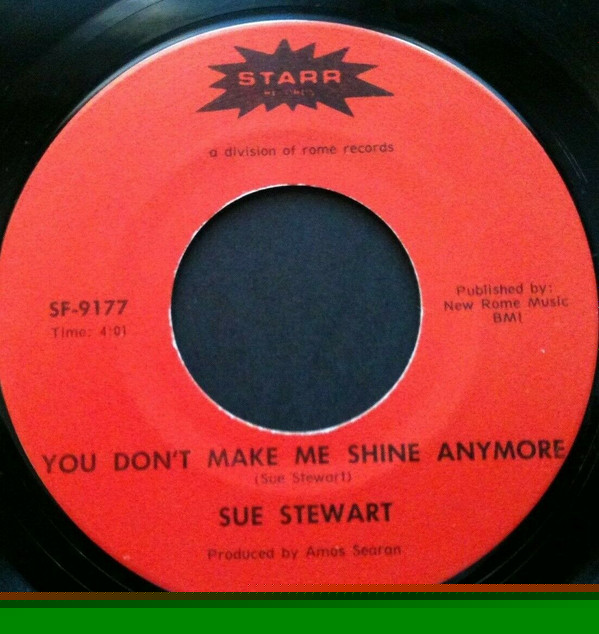 STARR
RECORDS
a division of rome records
SF-9177
Time: 4:01
Published by:
New Rome Music
BMI
YOU DON'T MAKE ME SHINE ANYMORE
(Sue Stewart)
SUE STEWART
Produced by Amos Searan